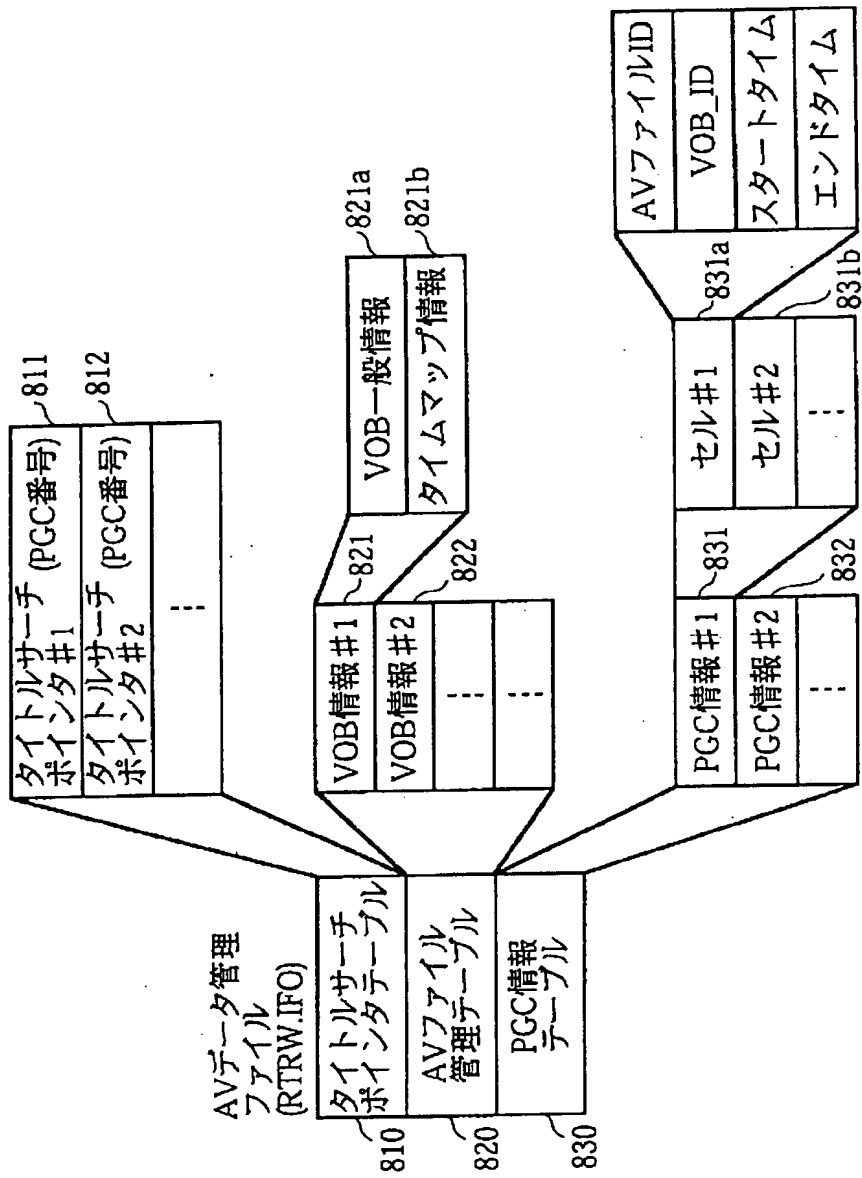 AVデータ管理
ファイル
(RTRW.IFO)
タイトルサーチ
ポインタテーブル
810
AVファイル
管理テーブル
820
PGC情報
テーブル
830
タイトルサーチ
ポインタ#1 (PGC番号)
811
タイトルサーチ
ポインタ#2 (PGC番号)
812
VOB情報#1
821
VOB情報#2
822
VOB一般情報
821a
タイムマップ情報
821b
PGC情報#1
831
PGC情報#2
832
セル#1
831a
セル#2
831b
AVファイルID
VOB_ID
スタートタイム
エンドタイム